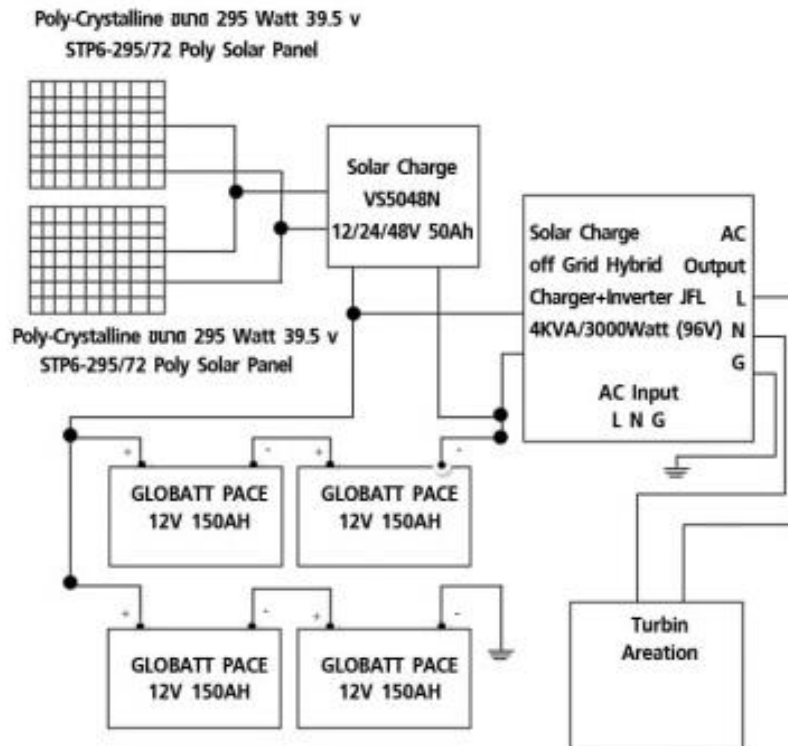 Poly-Crystalline ขนาด 295 Watt 39.5 v
STP6-295/72 Poly Solar Panel
Solar Charge
VS5048N
12/24/48V 50Ah
Solar Charge AC
off Grid Hybrid Output
Charger+Inverter JFL L
4KVA/3000Watt (96V) N
G
AC Input
L N G
Poly-Crystalline ขนาด 295 Watt 39.5 v
STP6-295/72 Poly Solar Panel
+ - + -
GLOBATT PACE
12V 150AH
GLOBATT PACE
12V 150AH
+ - + -
GLOBATT PACE
12V 150AH
GLOBATT PACE
12V 150AH
Turbin
Areation